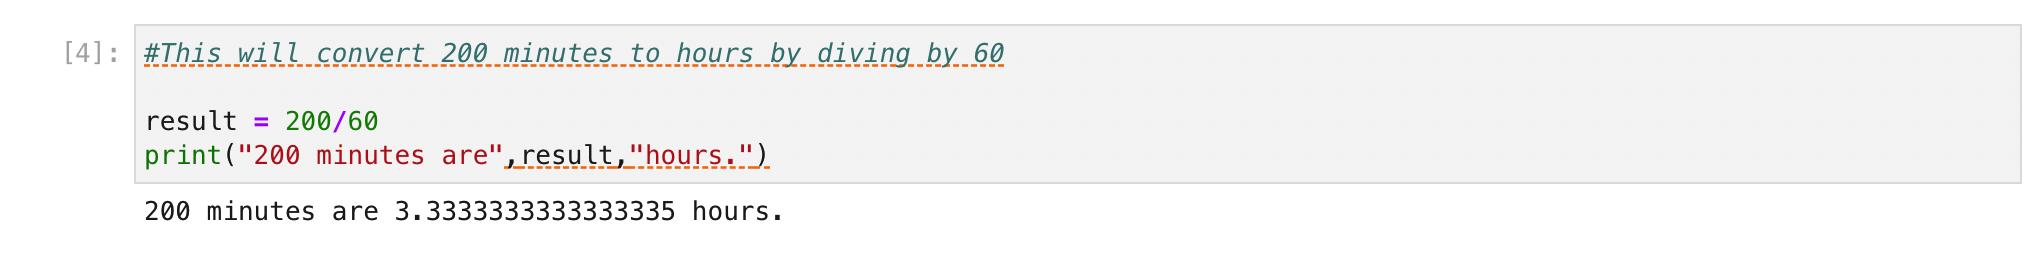 [4]: #This will convert 200 minutes to hours by diving by 60
result = 200/60
print("200 minutes are",result,"hours.")
200 minutes are 3.3333333333333335 hours.